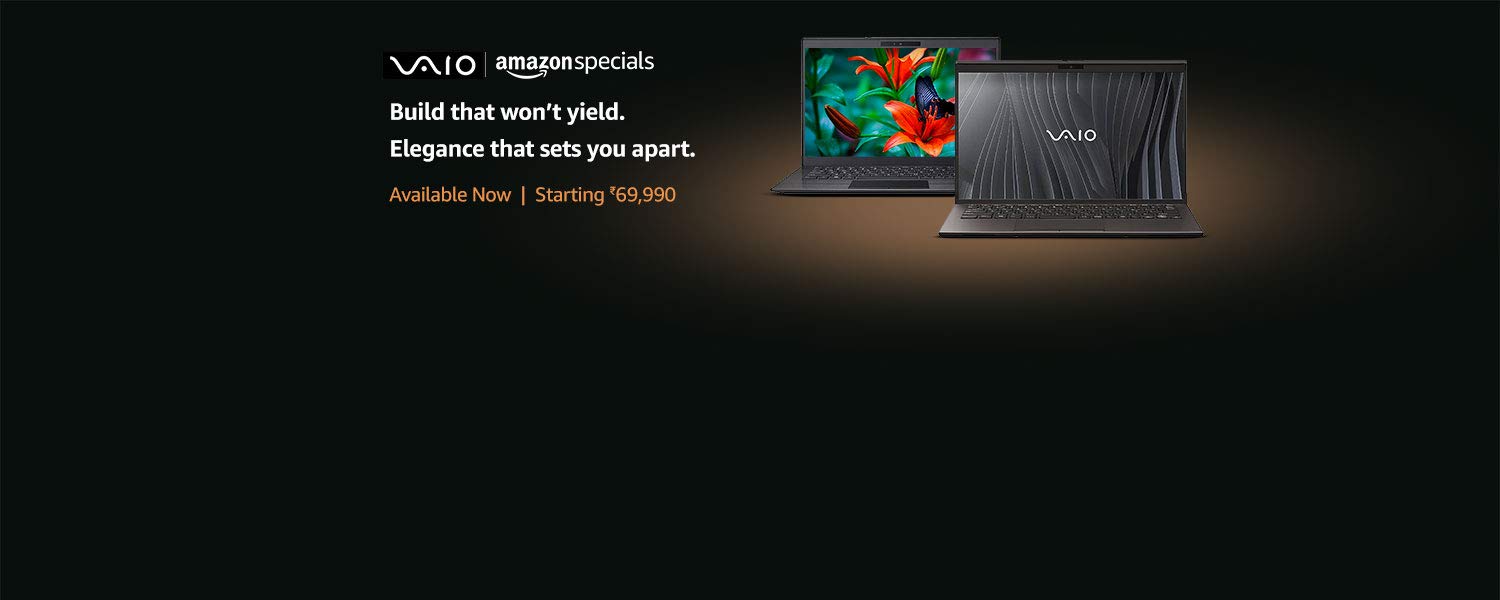 VAIO | amazonspecials
Build that won’t yield.
Elegance that sets you apart.
Available Now | Starting ₹69,990
VAIO